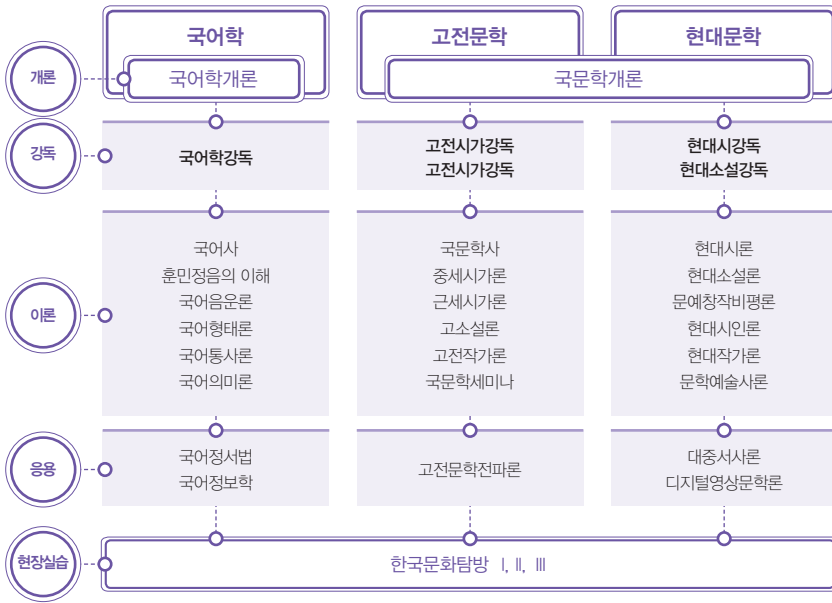 국어학
고전문학
현대문학
개론
국어학개론
국문학개론
강독
국어학강독
고전시가강독
고전시가강독
현대시강독
현대소설강독
이론
국어사
훈민정음의 이해
국어음운론
국어형태론
국어통사론
국어의미론
국문학사
중세시가론
근세시가론
고소설론
고전작가론
국문학세미나
현대시론
현대소설론
문예창작비평론
현대시인론
현대작가론
문학예술사론
응용
국어정서법
국어정보학
고전문학전파론
대중서사론
디지털영상문학론
현장실습
한국문화탐방 Ⅰ, Ⅱ, Ⅲ